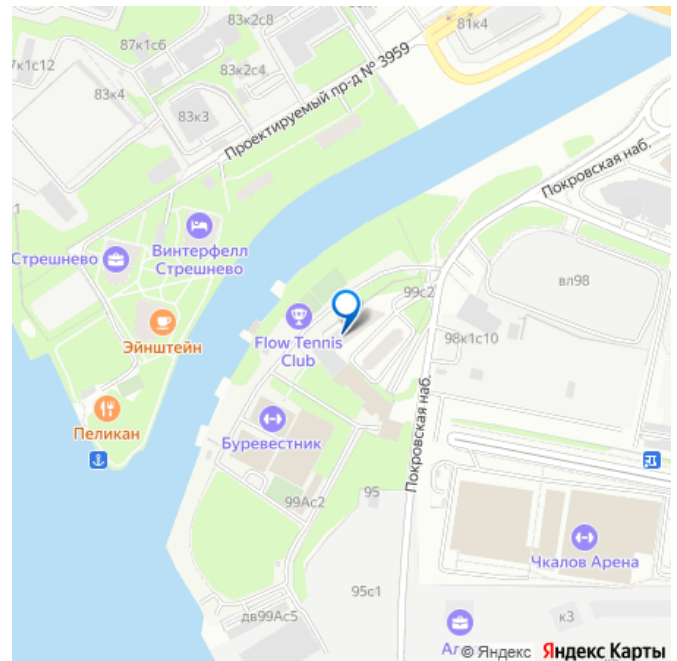 83к2с8
81к4
87к1с6
7к1с12
83к2с4
83к4
83к3
Проектируемый пр-д № 3959
Покровская наб.
Винтерфелл
Стрешнево
Стрешнево
вл98
99с2
Flow Tennis
Club
98к1с10
Эйнштейн
Пеликан
Буревестник
Покровская наб.
99Ас2
95
Чкалов Арена
95с1
дв99Ас5
к3
Ал
© Яндекс Яндекс Карты